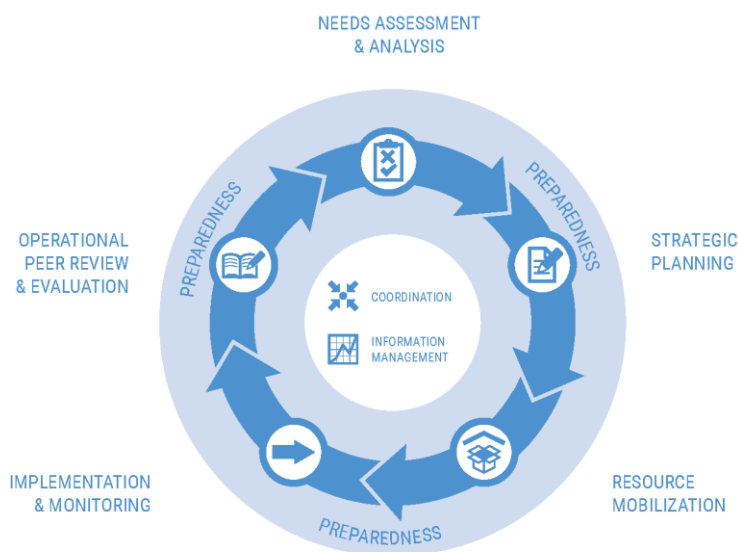 NEEDS ASSESSMENT
& ANALYSIS
PREPAREDNESS
PREPAREDNESS
OPERATIONAL
PEER REVIEW
& EVALUATION
STRATEGIC
PLANNING
COORDINATION
INFORMATION
MANAGEMENT
IMPLEMENTATION
& MONITORING
RESOURCE
MOBILIZATION
PREPAREDNESS